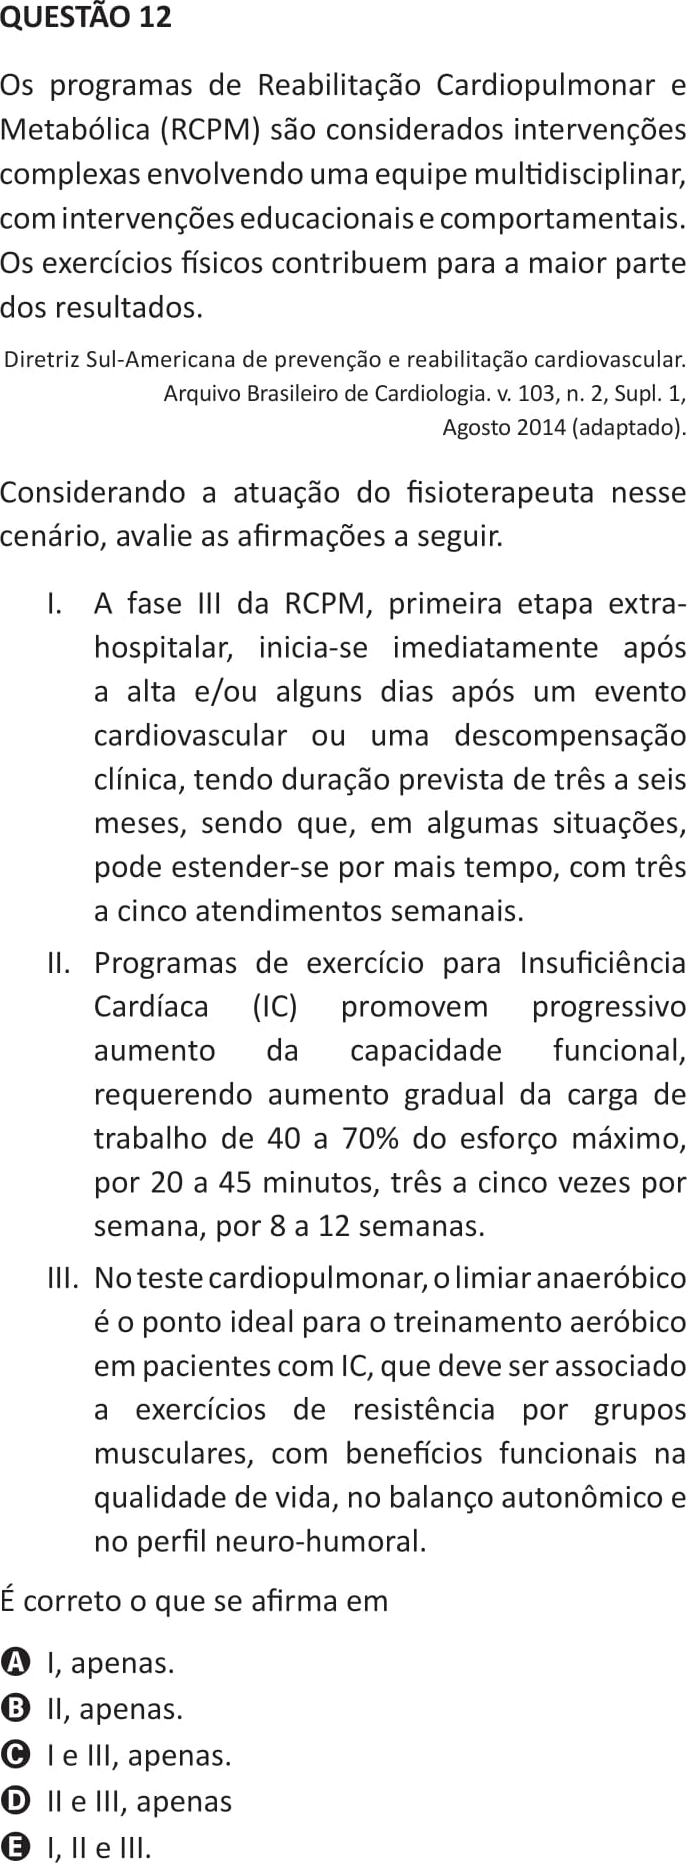 QUESTÃO 12
Os programas de Reabilitação Cardiopulmonar e
Metabólica (RCPM) são considerados intervenções
complexas envolvendo uma equipe multidisciplinar,
com intervenções educacionais e comportamentais.
Os exercícios físicos contribuem para a maior parte
dos resultados.
Diretriz Sul-Americana de prevenção e reabilitação cardiovascular.
Arquivo Brasileiro de Cardiologia. v. 103, n. 2, Supl. 1,
Agosto 2014 (adaptado).
Considerando a atuação do fisioterapeuta nesse
cenário, avalie as afirmações a seguir.
I. A fase III da RCPM, primeira etapa extra-
hospitalar, inicia-se imediatamente após
a alta e/ou alguns dias após um evento
cardiovascular ou uma descompensação
clínica, tendo duração prevista de três a seis
meses, sendo que, em algumas situações,
pode estender-se por mais tempo, com três
a cinco atendimentos semanais.
II. Programas de exercício para Insuficiência
Cardíaca (IC) promovem progressivo
aumento da capacidade funcional,
requerendo aumento gradual da carga de
trabalho de 40 a 70% do esforço máximo,
por 20 a 45 minutos, três a cinco vezes por
semana, por 8 a 12 semanas.
III. No teste cardiopulmonar, o limiar anaeróbico
é o ponto ideal para o treinamento aeróbico
em pacientes com IC, que deve ser associado
a exercícios de resistência por grupos
musculares, com benefícios funcionais na
qualidade de vida, no balanço autonômico e
no perfil neuro-humoral.
É correto o que se afirma em
A I, apenas.
B II, apenas.
C I e III, apenas.
D II e III, apenas
E I, II e III.